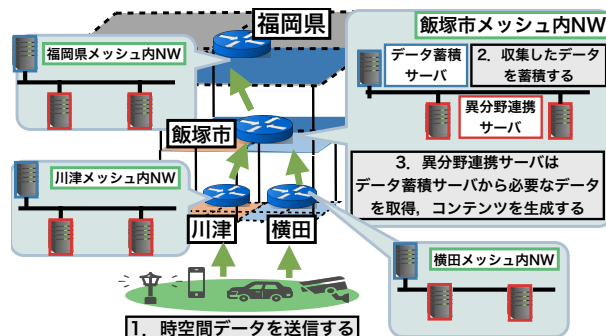 福岡県
飯塚市メッシュ内NW
福岡県メッシュ内NW
データ蓄積
サーバ
2. 収集したデータ
を蓄積する
異分野連携
サーバ
飯塚市
3. 異分野連携サーバは
データ蓄積サーバから必要なデータ
を取得,コンテンツを生成する
川津メッシュ内NW
川津
横田
横田メッシュ内NW
1. 時空間データを送信する